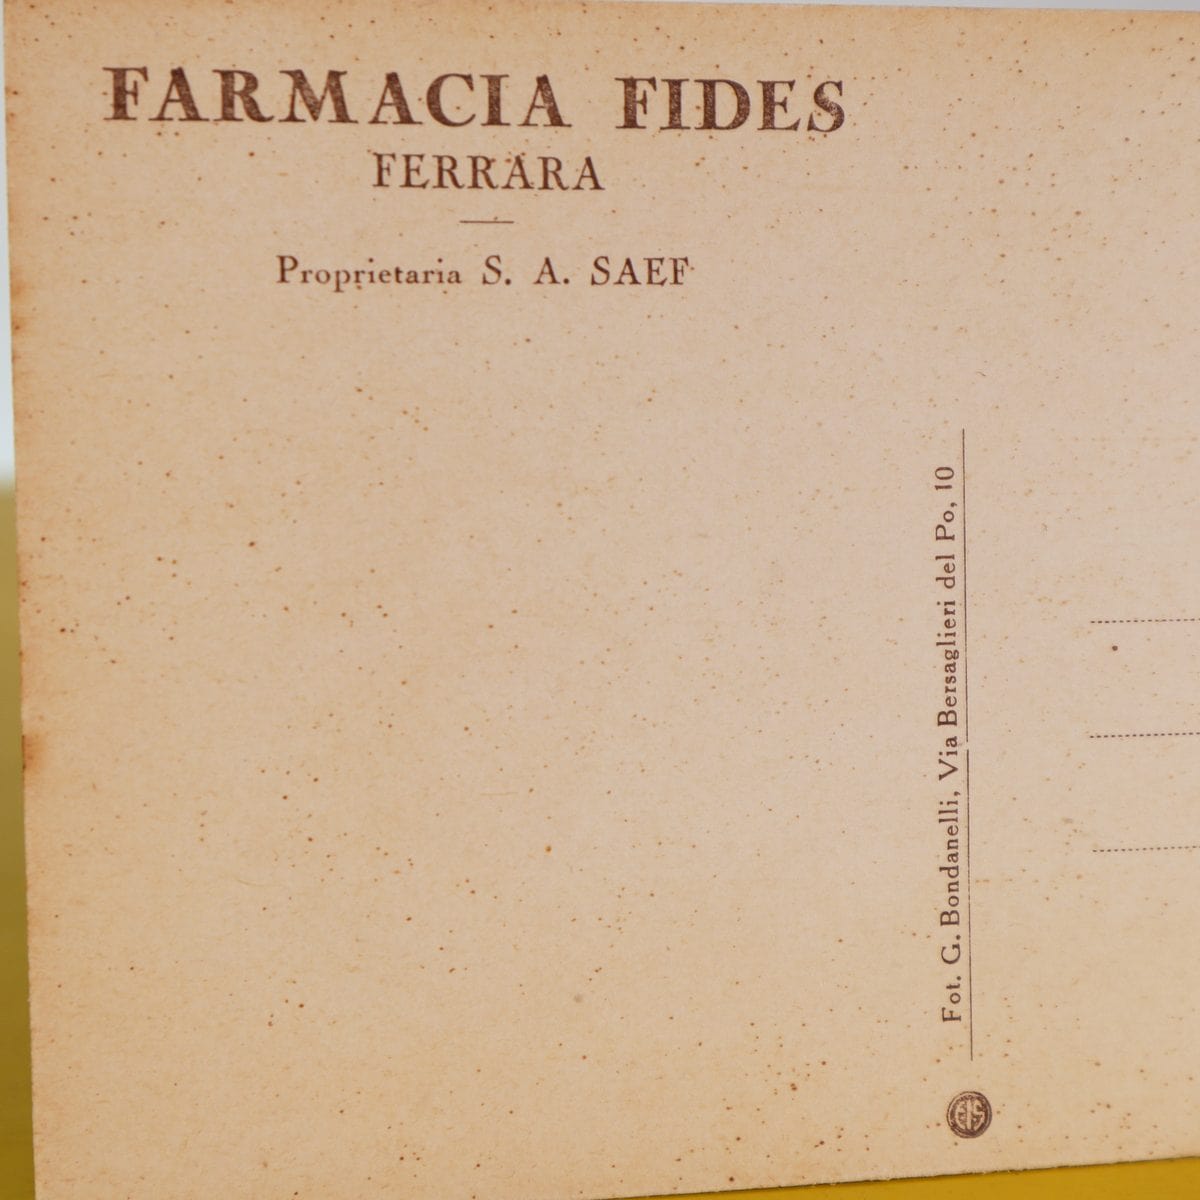 FARMACIA FIDES
FERRARA
Proprietaria S. A. SAEF
Fot. G. Bondanelli, Via Bersaglieri del Po, 10